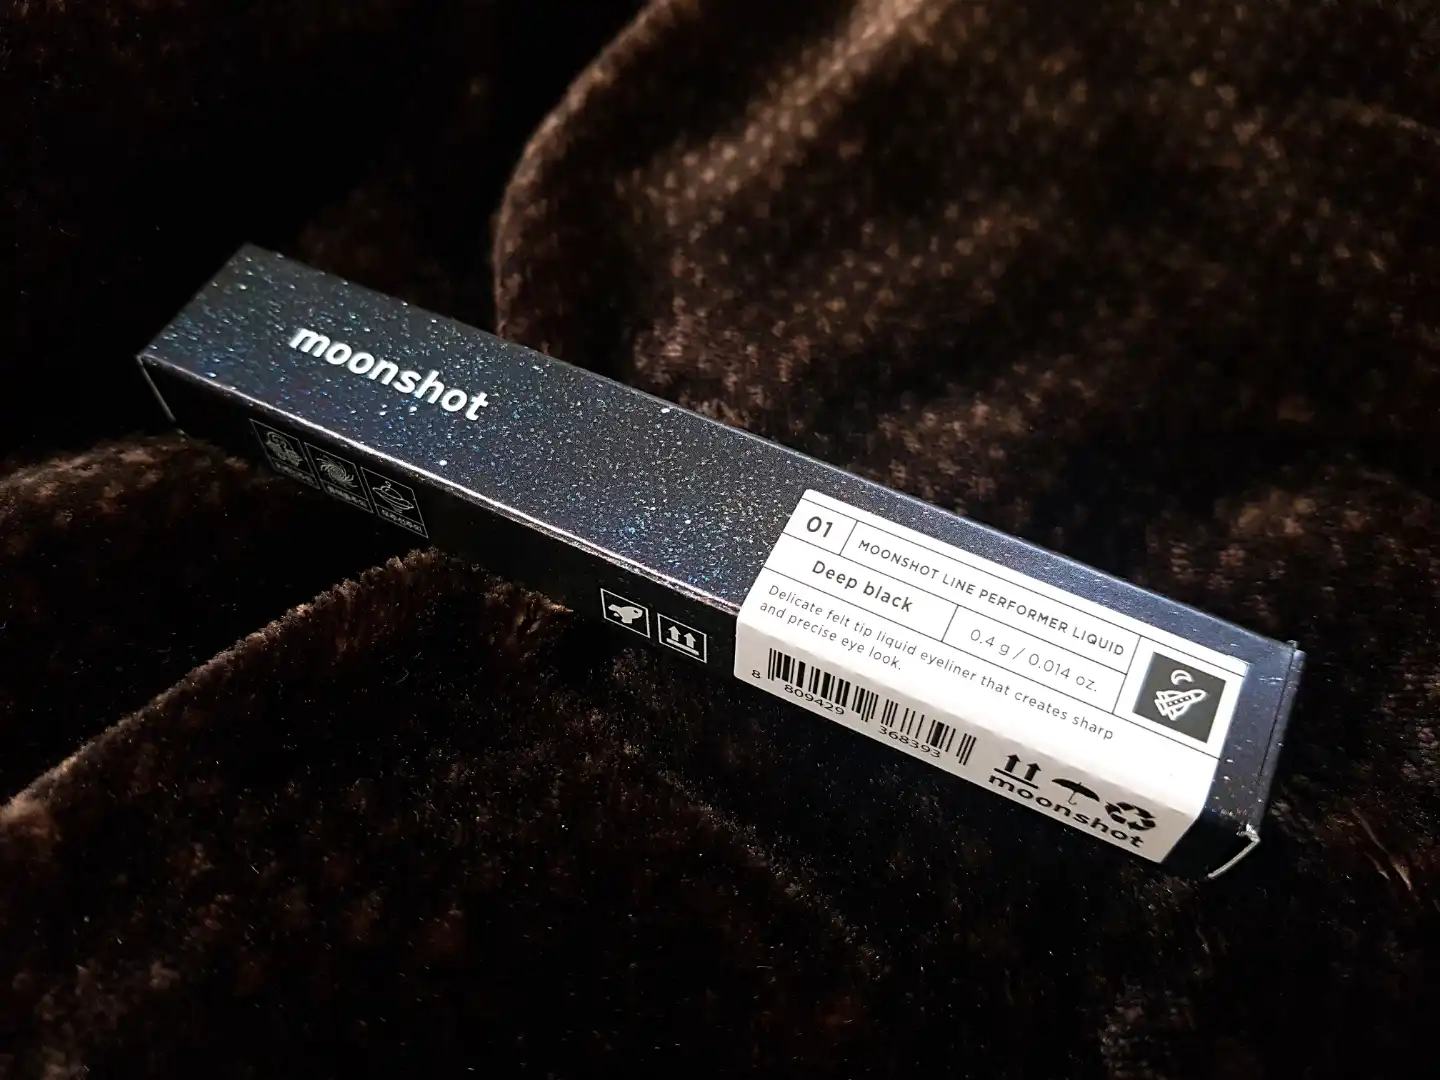 moonshot
01
MOONSHOT LINE PERFORMER LIQUID
Deep black
0.4 g / 0.014 oz.
Delicate felt tip liquid eyeliner that creates sharp
and precise eye look.
8 809429 368393
moonshot